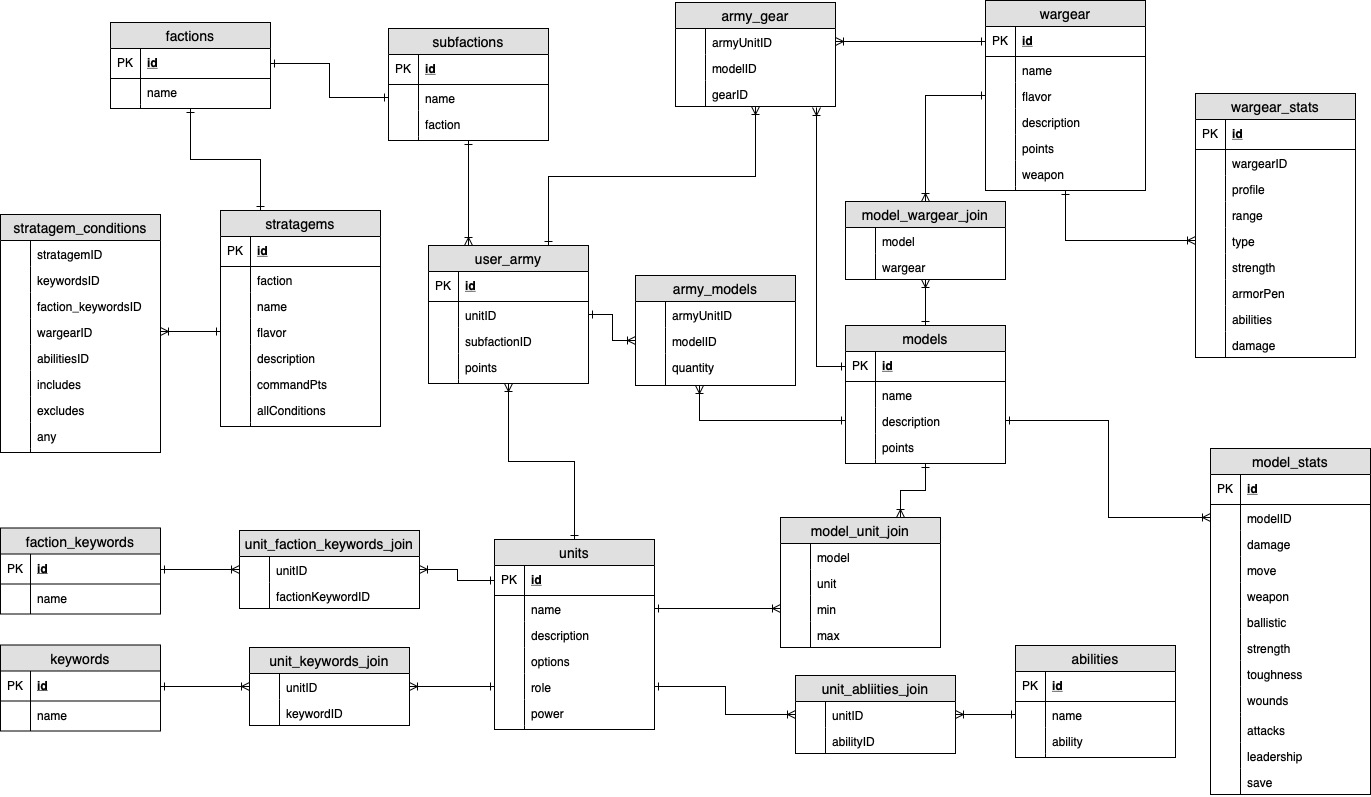 factions
PK id
name
subfactions
PK id
name
faction
army_gear
armyUnitID
modelID
gearID
wargear
PK id
name
flavor
description
points
weapon
wargear_stats
PK id
wargearID
profile
range
type
strength
armorPen
abilities
damage
stratagem_conditions
stratagemID
keywordsID
faction_keywordsID
wargearID
abilitiesID
includes
excludes
any
stratagems
PK id
faction
name
flavor
description
commandPts
allConditions
user_army
PK id
unitID
subfactionID
points
army_models
armyUnitID
modelID
quantity
model_wargear_join
model
wargear
models
PK id
name
description
points
model_stats
PK id
modelID
damage
move
weapon
ballistic
strength
toughness
wounds
attacks
leadership
save
faction_keywords
PK id
name
unit_faction_keywords_join
unitID
factionKeywordID
units
PK id
name
description
options
role
power
model_unit_join
model
unit
min
max
keywords
PK id
name
unit_keywords_join
unitID
keywordID
unit_abliities_join
unitID
abilityID
abilities
PK id
name
ability